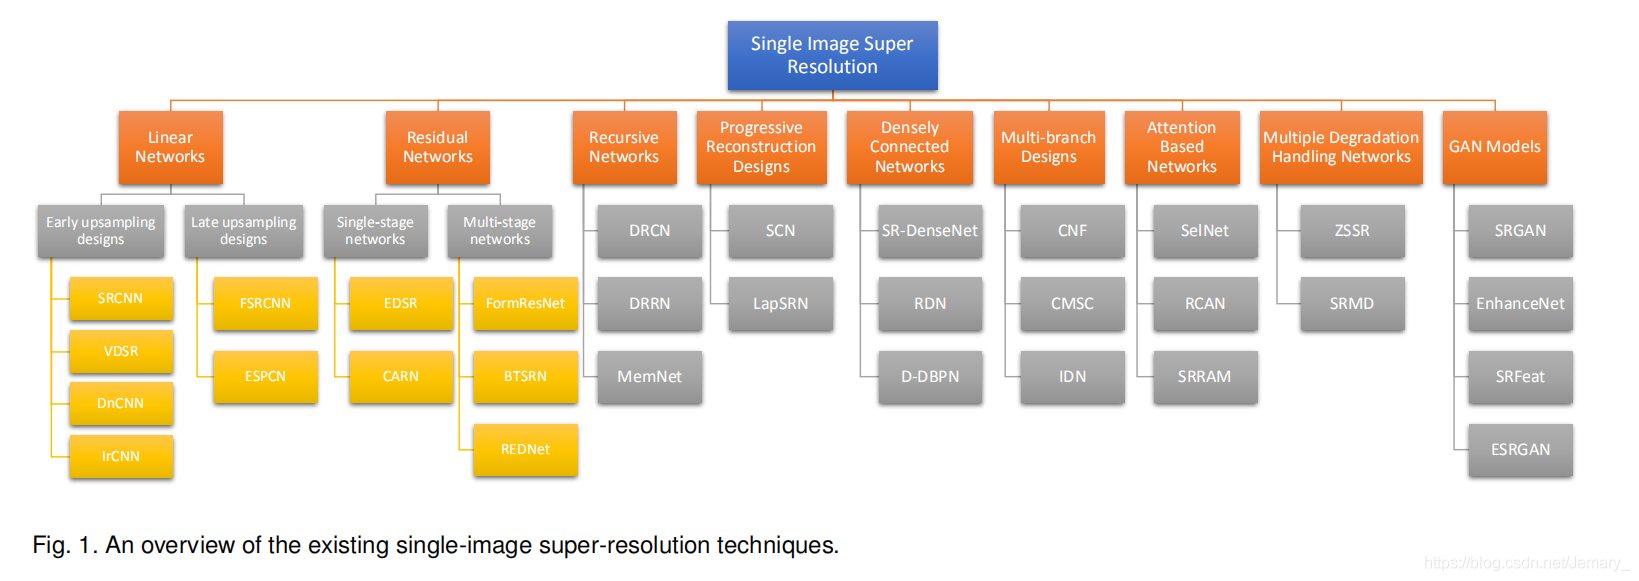 Single Image Super
Resolution
Linear
Networks
Residual
Networks
Recursive
Networks
Progressive
Reconstruction
Designs
Densely
Connected
Networks
Multi-branch
Designs
Attention
Based
Networks
Multiple Degradation
Handling Networks
GAN Models
Early upsampling
designs
Late upsampling
designs
Single-stage
networks
Multi-stage
networks
SRCNN
VDSR
DnCNN
IrCNN
FSRCNN
ESPCN
EDSR
CARN
FormResNet
BTSRN
REDNet
DRCN
DRRN
MemNet
SCN
LapSRN
SR-DenseNet
RDN
D-DBPN
CNF
CMSC
IDN
SelNet
RCAN
SRRAM
ZSSR
SRMD
SRGAN
EnhanceNet
SRFeat
ESRGAN
Fig. 1. An overview of the existing single-image super-resolution techniques.
https://blog.csdn.net/Jemary_